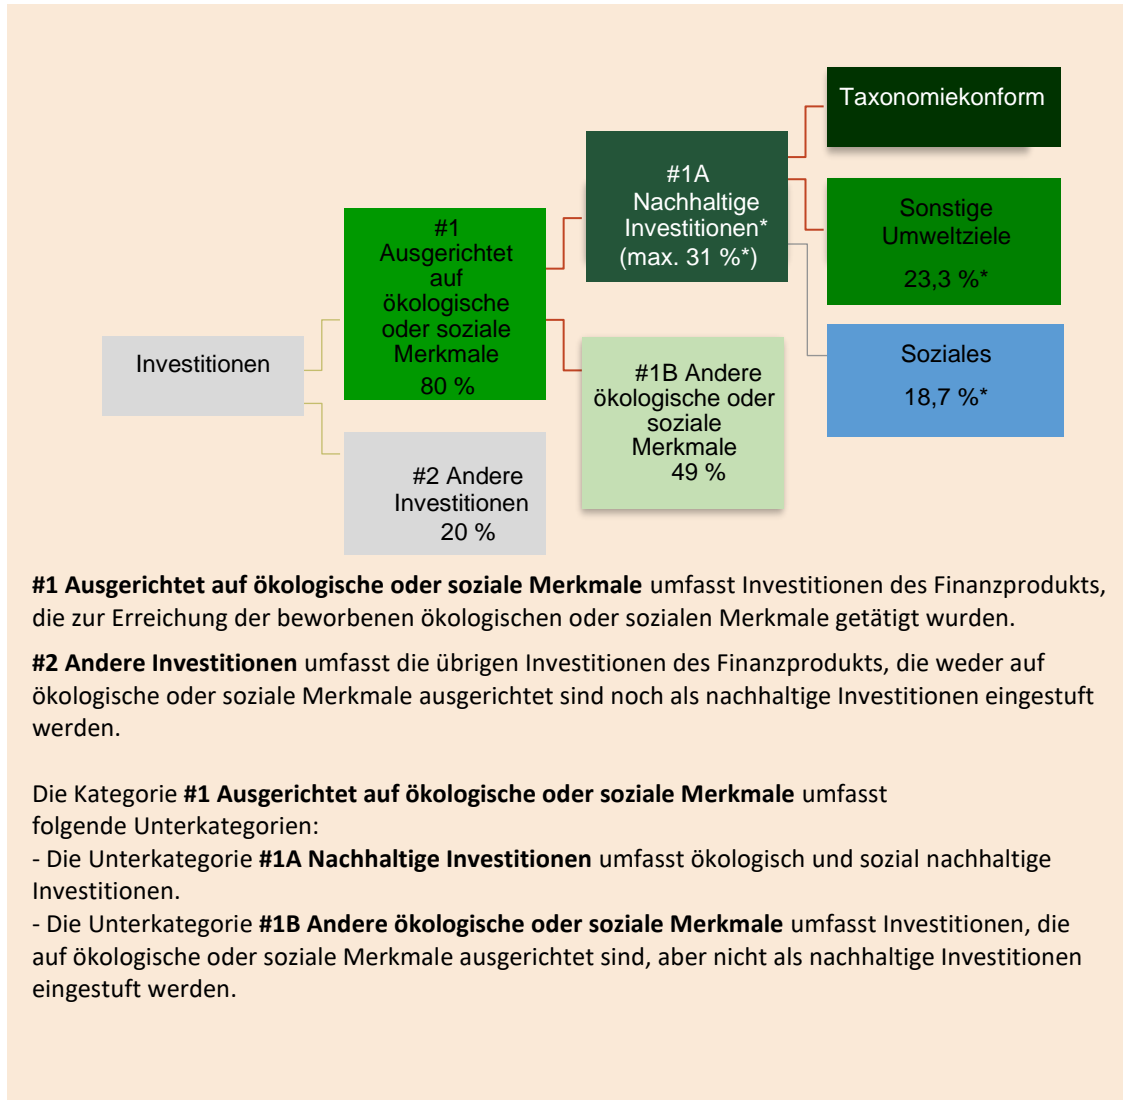 Investitionen
#1
Ausgerichtet
auf
ökologische
oder soziale
Merkmale
80 %
#2 Andere
Investitionen
20 %
#1A
Nachhaltige
Investitionen*
(max. 31 %*)
#1B Andere
ökologische oder
soziale
Merkmale
49 %
Taxonomiekonform
Sonstige
Umweltziele
23,3 %*
Soziales
18,7 %*
#1 Ausgerichtet auf ökologische oder soziale Merkmale umfasst Investitionen des Finanzprodukts,
die zur Erreichung der beworbenen ökologischen oder sozialen Merkmale getätigt wurden.
#2 Andere Investitionen umfasst die übrigen Investitionen des Finanzprodukts, die weder auf
ökologische oder soziale Merkmale ausgerichtet sind noch als nachhaltige Investitionen eingestuft
werden.
Die Kategorie #1 Ausgerichtet auf ökologische oder soziale Merkmale umfasst
folgende Unterkategorien:
- Die Unterkategorie #1A Nachhaltige Investitionen umfasst ökologisch und sozial nachhaltige
Investitionen.
- Die Unterkategorie #1B Andere ökologische oder soziale Merkmale umfasst Investitionen, die
auf ökologische oder soziale Merkmale ausgerichtet sind, aber nicht als nachhaltige Investitionen
eingestuft werden.